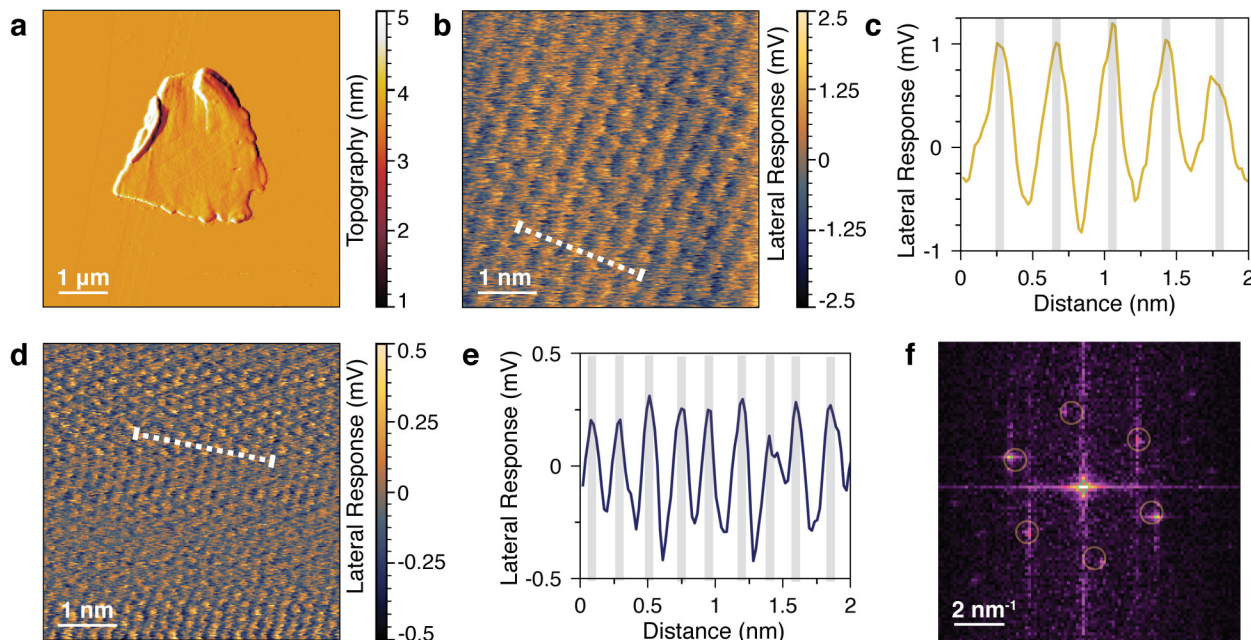 a
5
4
3
2
1
Topography (nm)
1 μm
b
2.5
1.25
0
-1.25
-2.5
Lateral Response (mV)
1 nm
c
1
0
-1
Lateral Response (mV)
0
0.5
1
1.5
2
Distance (nm)
d
0.5
0.25
0
-0.25
-0.5
Lateral Response (mV)
1 nm
e
0.5
0
-0.5
Lateral Response (mV)
0
0.5
1
1.5
2
Distance (nm)
f
2 nm-1